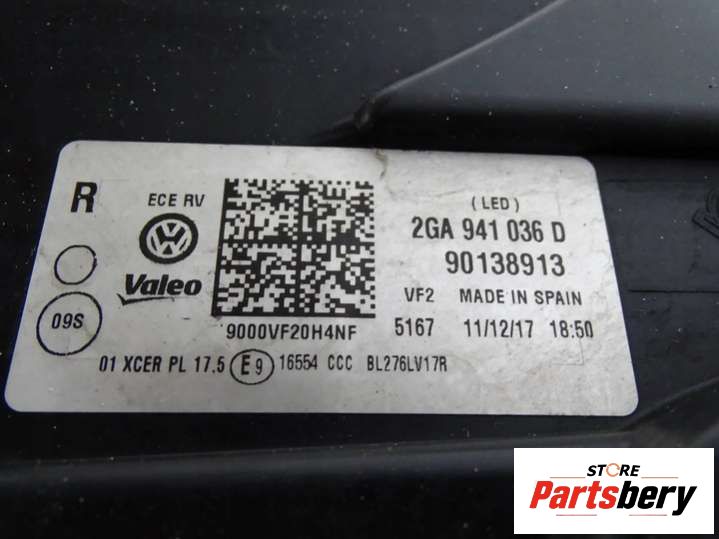 R
ECE RV
(LED)
2GA 941 036 D
Valeo
90138913
09S
9000VF20H4NF
VF2 MADE IN SPAIN
5167 11/12/17 18:50
01 XCER PL 17.5 E9 16554 CCC BL276LV17R
STORE
Partsbery